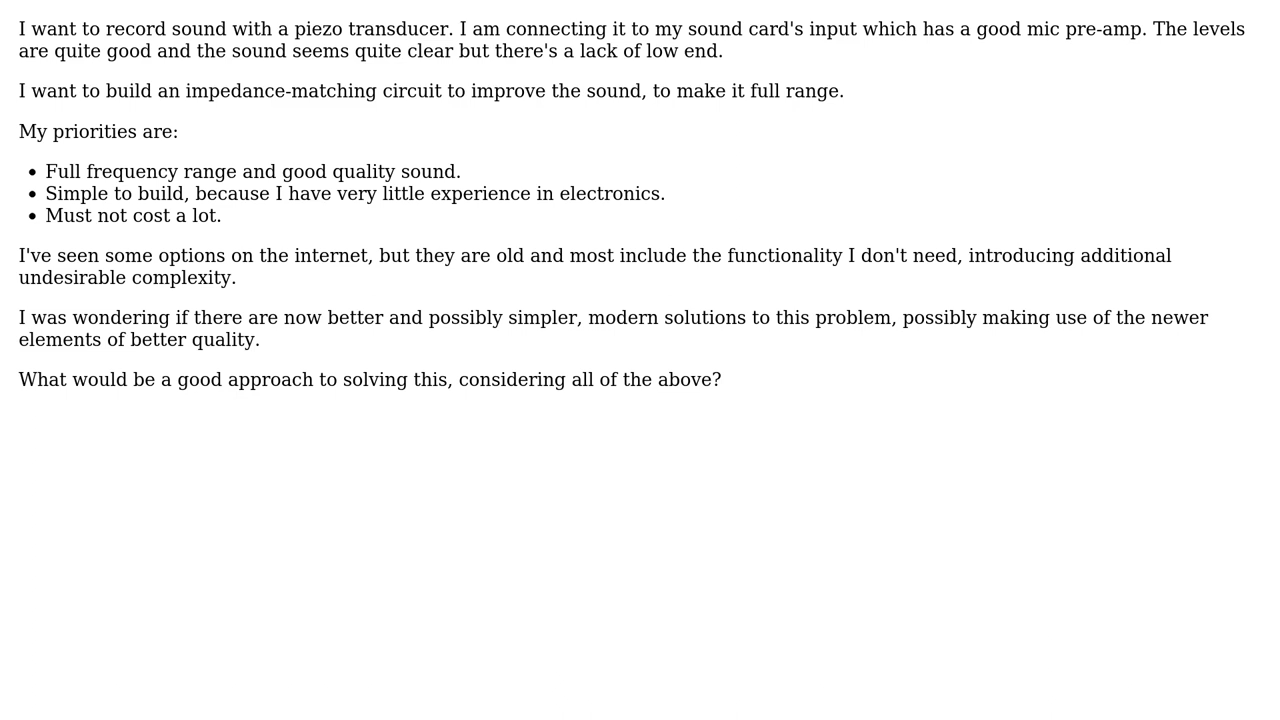 I want to record sound with a piezo transducer. I am connecting it to my sound card's input which has a good mic pre-amp. The levels
are quite good and the sound seems quite clear but there's a lack of low end.
I want to build an impedance-matching circuit to improve the sound, to make it full range.
My priorities are:
• Full frequency range and good quality sound.
• Simple to build, because I have very little experience in electronics.
• Must not cost a lot.
I've seen some options on the internet, but they are old and most include the functionality I don't need, introducing additional
undesirable complexity.
I was wondering if there are now better and possibly simpler, modern solutions to this problem, possibly making use of the newer
elements of better quality.
What would be a good approach to solving this, considering all of the above?